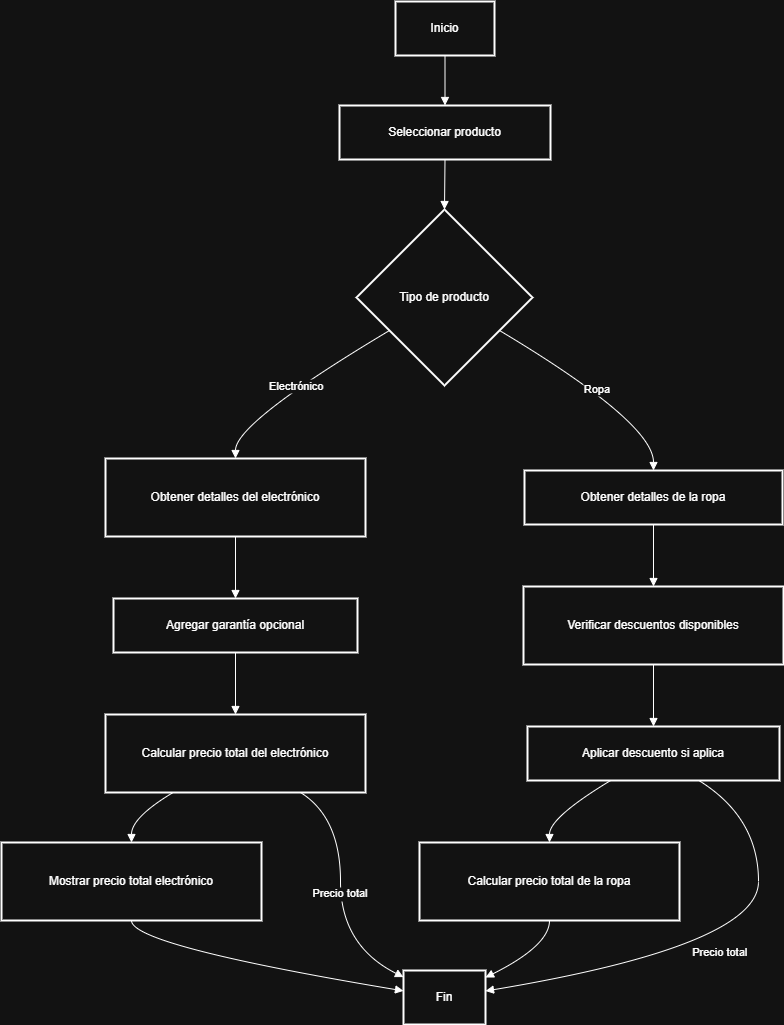 Inicio
Seleccionar producto
Tipo de producto
Electrónico
Ropa
Obtener detalles del electrónico
Obtener detalles de la ropa
Agregar garantía opcional
Verificar descuentos disponibles
Calcular precio total del electrónico
Aplicar descuento si aplica
Mostrar precio total electrónico
Calcular precio total de la ropa
Precio total
Precio total
Fin